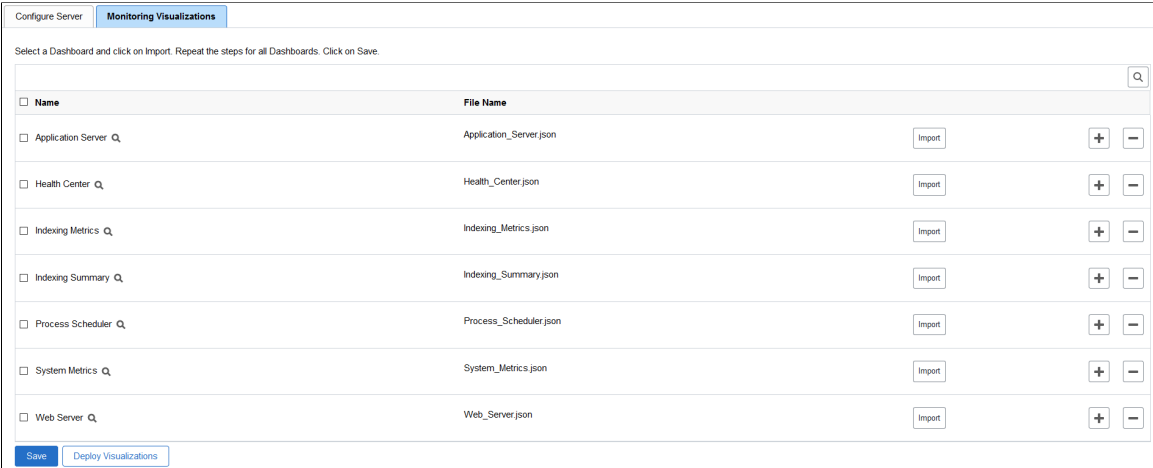 Configure Server
Monitoring Visualizations
Select a Dashboard and click on Import. Repeat the steps for all Dashboards. Click on Save.
Name File Name
Application Server Application_Server.json Import
Health Center Health_Center.json Import
Indexing Metrics Indexing_Metrics.json Import
Indexing Summary Indexing_Summary.json Import
Process Scheduler Process_Scheduler.json Import
System Metrics System_Metrics.json Import
Web Server Web_Server.json Import
Save Deploy Visualizations